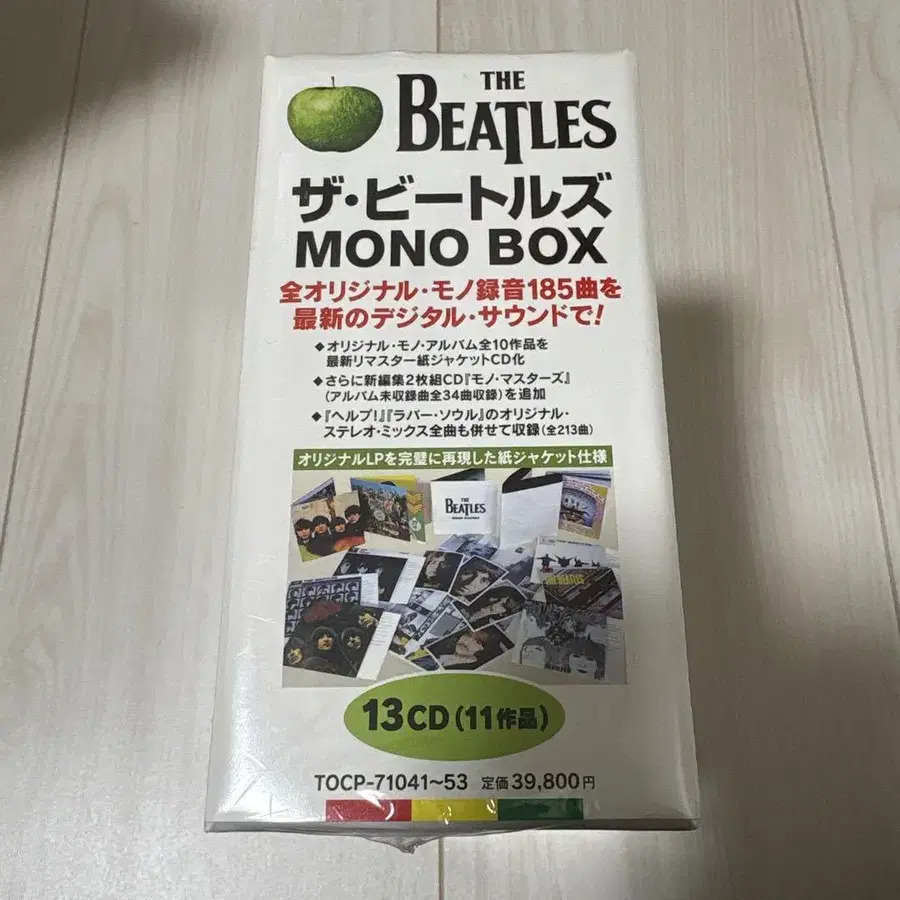 THE
BEATLES
ザ・ビートルズ
MONO BOX
全オリジナル・モノ録音185曲を
最新のデジタル・サウンドで!
◆オリジナル・モノ・アルバム全10作品を
最新リマスター紙ジャケットCD化
◆さらに新編集2枚組CD『モノ・マスターズ』
(アルバム未収録曲全34曲収録)を追加
◆『ヘルプ!』『ラバー・ソウル』のオリジナル・
ステレオ・ミックス全曲も併せて収録(全213曲)
オリジナルLPを完璧に再現した紙ジャケット仕様
THE
BEATLES
THE BEATLES
13CD(11作品)
TOCP-71041~53 定価39,800円